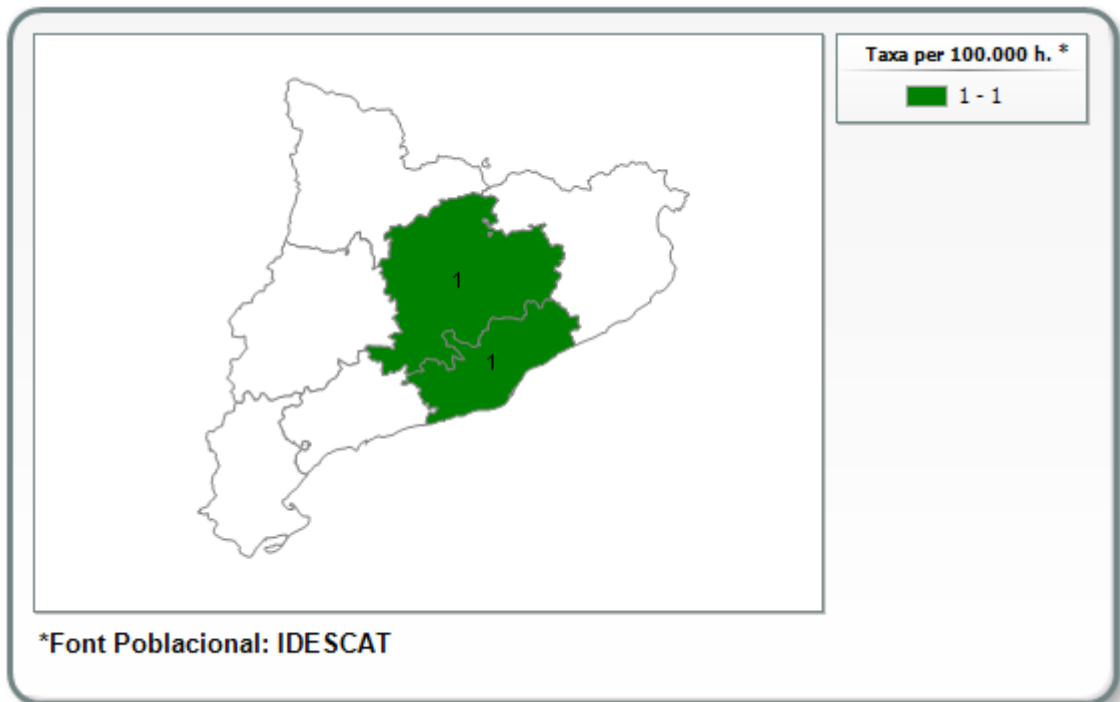 Taxa per 100.000 h. *
1 - 1
1
1
*Font Poblacional: IDESCAT